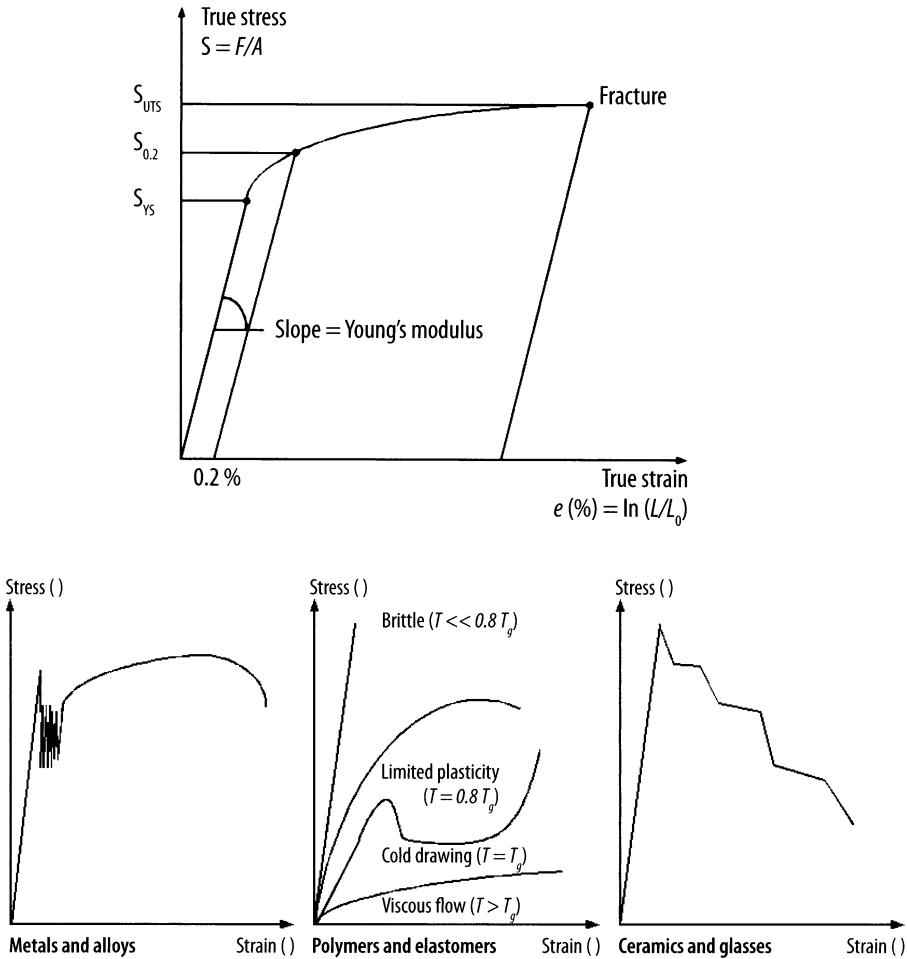 True stress
S = F/A
S_UTS
Fracture
S_0.2
S_YS
Slope = Young's modulus
0.2 %
True strain
e (%) = ln (L/L_0)
Stress ( )
Stress ( )
Stress ( )
Brittle (T << 0.8 T_g)
Limited plasticity
(T = 0.8 T_g)
Cold drawing (T = T_g)
Viscous flow (T > T_g)
Metals and alloys
Strain ( )
Polymers and elastomers
Strain ( )
Ceramics and glasses
Strain ( )